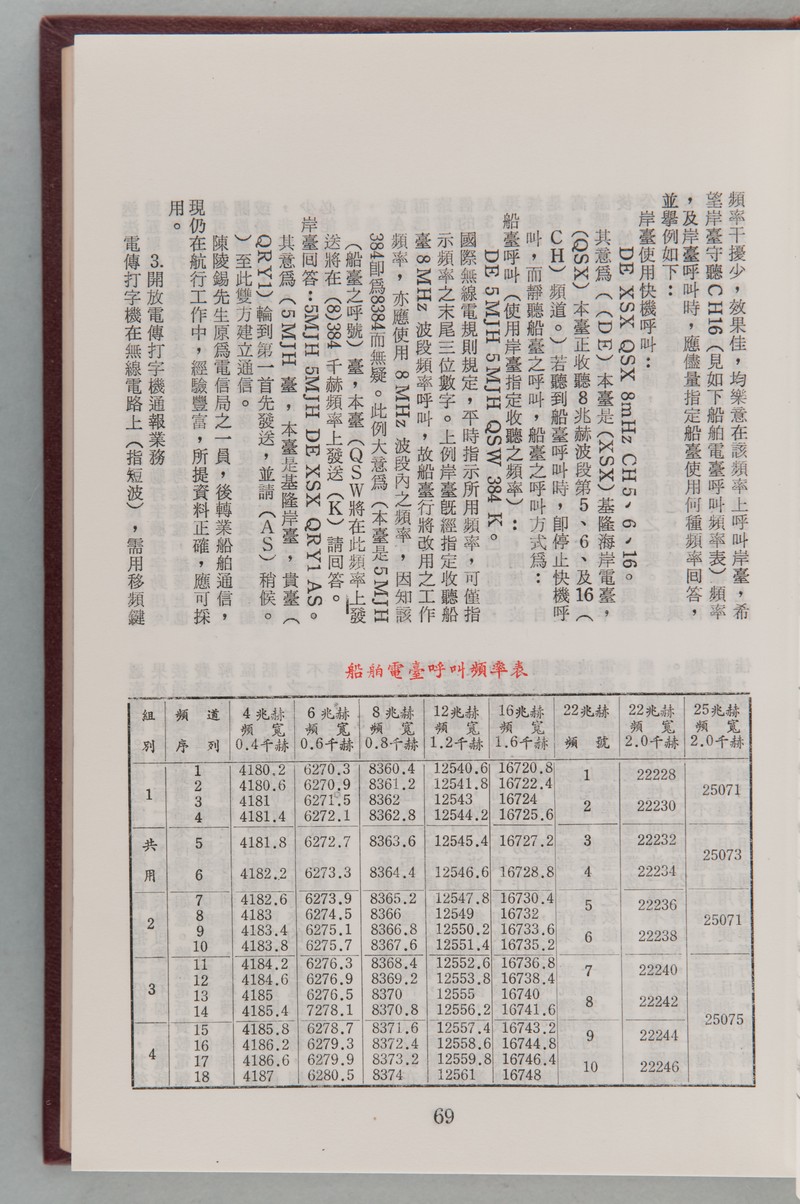 頻率干擾少，效果佳，均樂意在該頻率上呼叫岸臺，希
望岸臺守聽CH16（見如下船舶電臺呼叫頻率表）頻率
，及岸臺呼叫時，應儘量指定船臺使用何種頻率回答，
並舉例如下：
岸臺使用快機呼叫：
DE XSX QSX 8mHz CH 5、6、16。
其意爲（（DE）本臺是（XSX）基隆海岸電臺，
（QSX）本臺正收聽8兆赫波段第5、6、及16（
CH）頻道。）若聽到船臺呼叫時，卽停止快機呼
叫，而靜聽船臺之呼叫，船臺之呼叫方式爲：
船臺呼叫（使用岸臺指定收聽之頻率）：
DE 5MJH 5MJH QSW 384 K。
國際無線電規則規定，平時指示所用頻率，可僅指
示頻率之末尾三位數字。上例岸臺旣經指定收聽船
臺8MHz 波段頻率呼叫，故船臺行將改用之工作
頻率，亦應使用 8MHz 波段內之頻率，因知該
384卽爲8384而無疑。此例大意爲（本臺是5MJH
（船臺之呼號）臺，本臺（QSW將在此頻率上發
送將在（8）384 千赫頻率上發送（K）請回答。
岸臺回答：5MJH 5MJH DE XSX QRY1 AS。
其意爲（5MJH 臺，本臺是基隆岸臺，貴臺（
QRY1）輪到第一首先發送，並請（AS）稍候。
）至此雙方建立通信。
陳陵錫先生原爲電信局之一員，後轉業船舶通信，
現仍在航行工作中，經驗豐富，所提資料正確，應可採
用。
3.開放電傳打字機通報業務
電傳打字機在無線電路上（指短波），需用移頻鍵
船舶電臺呼叫頻率表
組別 頻道序列 4兆赫頻寬0.4千赫 6兆赫頻寬0.6千赫 8兆赫頻寬0.8千赫 12兆赫頻寬1.2千赫 16兆赫頻寬1.6千赫 22兆赫頻號 22兆赫頻寬2.0千赫 25兆赫頻寬2.0千赫
1 1 4180.2 6270.3 8360.4 12540.6 16720.8 1 22228 25071
2 4180.6 6270.9 8361.2 12541.8 16722.4
3 4181 6271.5 8362 12543 16724 2 22230
4 4181.4 6272.1 8362.8 12544.2 16725.6
共用 5 4181.8 6272.7 8363.6 12545.4 16727.2 3 22232 25073
6 4182.2 6273.3 8364.4 12546.6 16728.8 4 22234
2 7 4182.6 6273.9 8365.2 12547.8 16730.4 5 22236 25071
8 4183 6274.5 8366 12549 16732
9 4183.4 6275.1 8366.8 12550.2 16733.6 6 22238
10 4183.8 6275.7 8367.6 12551.4 16735.2
3 11 4184.2 6276.3 8368.4 12552.6 16736.8 7 22240 25075
12 4184.6 6276.9 8369.2 12553.8 16738.4
13 4185 6276.5 8370 12555 16740 8 22242
14 4185.4 7278.1 8370.8 12556.2 16741.6
4 15 4185.8 6278.7 8371.6 12557.4 16743.2 9 22244
16 4186.2 6279.3 8372.4 12558.6 16744.8
17 4186.6 6279.9 8373.2 12559.8 16746.4 10 22246
18 4187 6280.5 8374 12561 16748
69